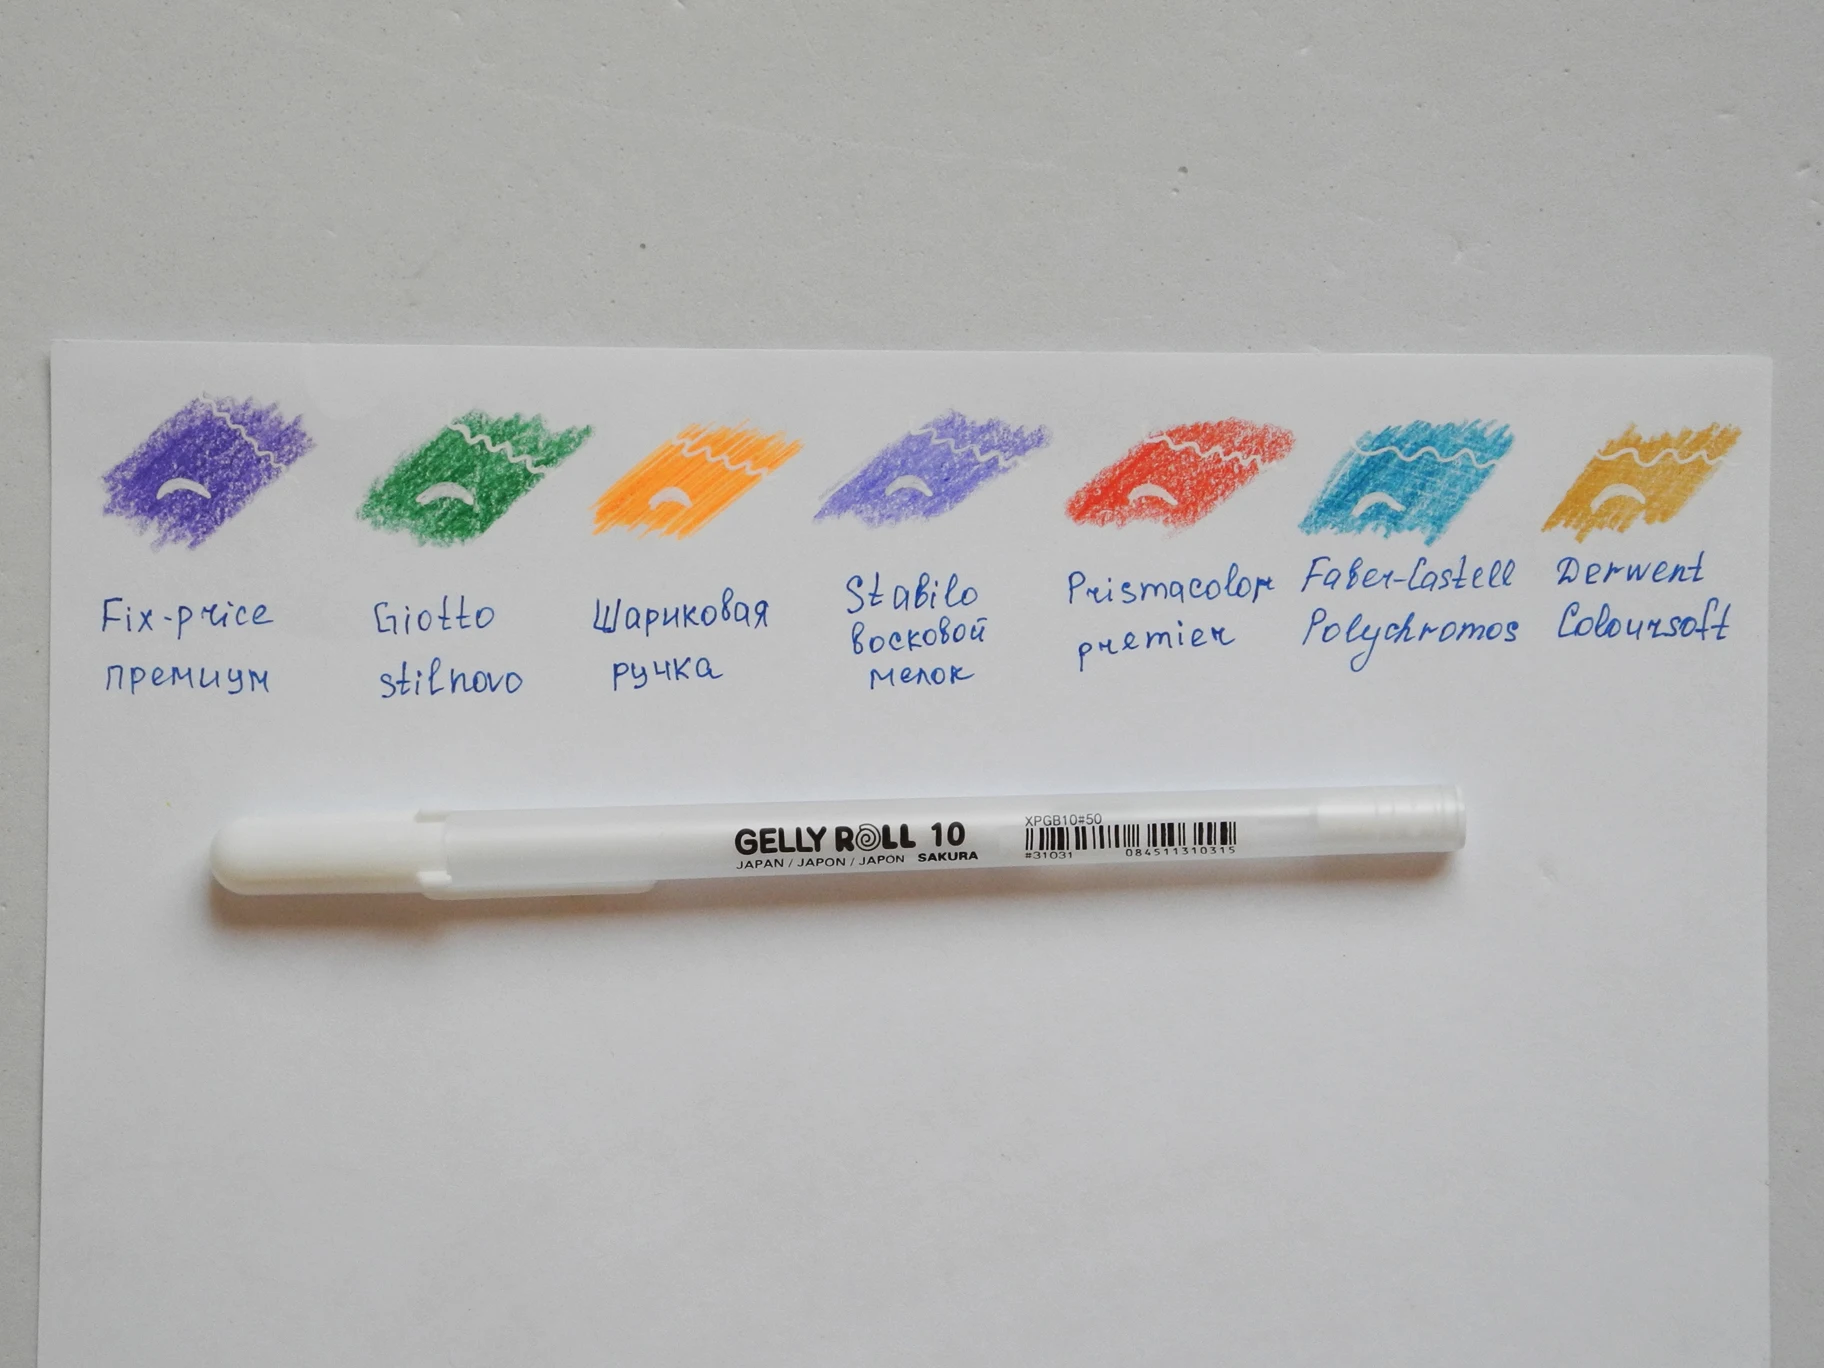 Fix-price
премиум
Giotto
stilnovo
Шариковая
ручка
Stabilo
восковой
мелок
Prismacolor
premier
Faber-Castell
Polychromos
Derwent
Coloursoft
GELLY ROLL 10
JAPAN / JAPON / JAPON SAKURA
XPGB10#50
#31031 084511310315